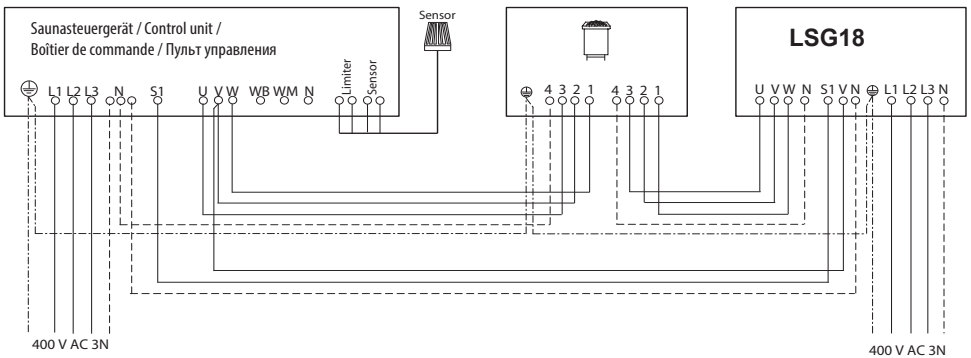 Saunasteuergerät / Control unit /
Boîtier de commande / Пульт управления
L1 L2 L3 N S1 U V W WB WM N
Limiter
Sensor
Sensor
4 3 2 1 4 3 2 1
LSG18
U V W N S1 V N L1 L2 L3 N
400 V AC 3N
400 V AC 3N